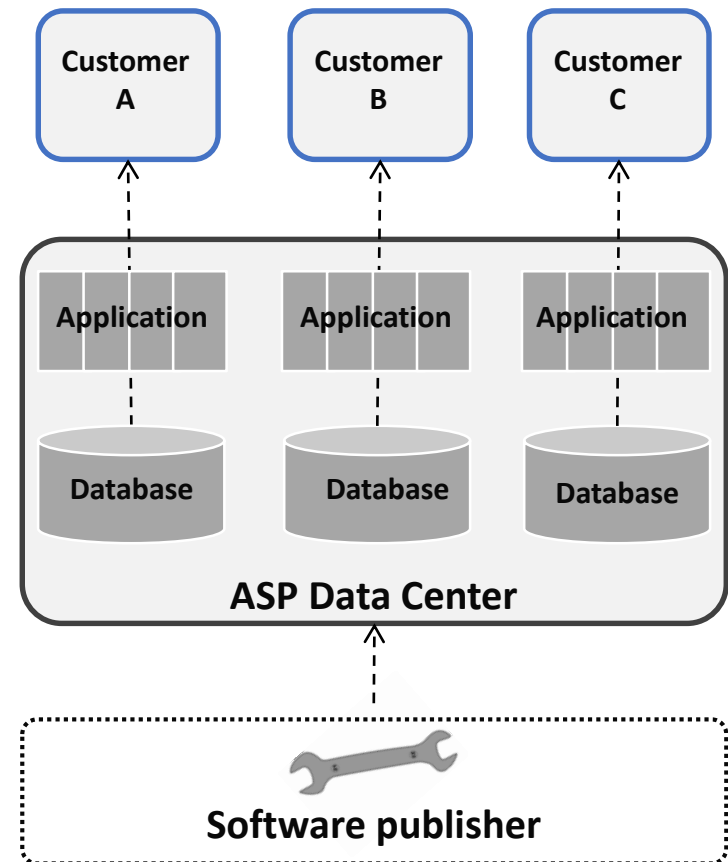 Customer
A
Customer
B
Customer
C
Application
Application
Application
Database
Database
Database
ASP Data Center
Software publisher